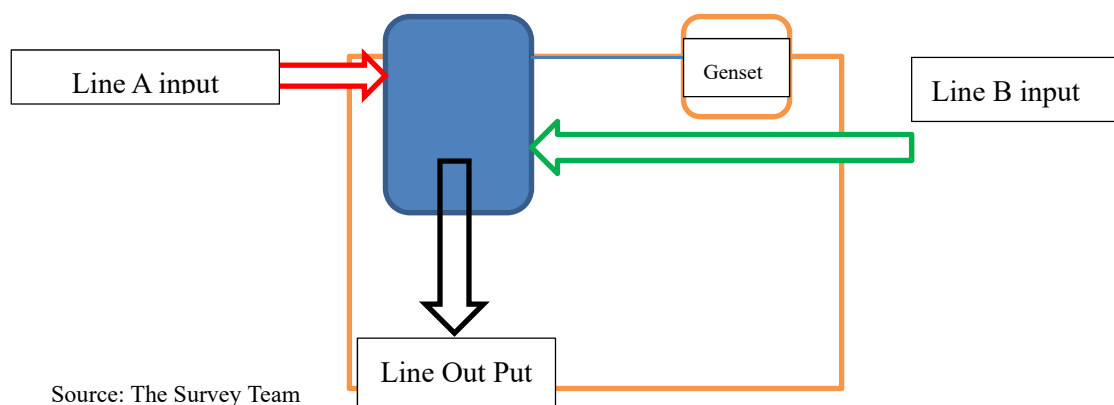 Line A input
Genset
Line B input
Line Out Put
Source: The Survey Team